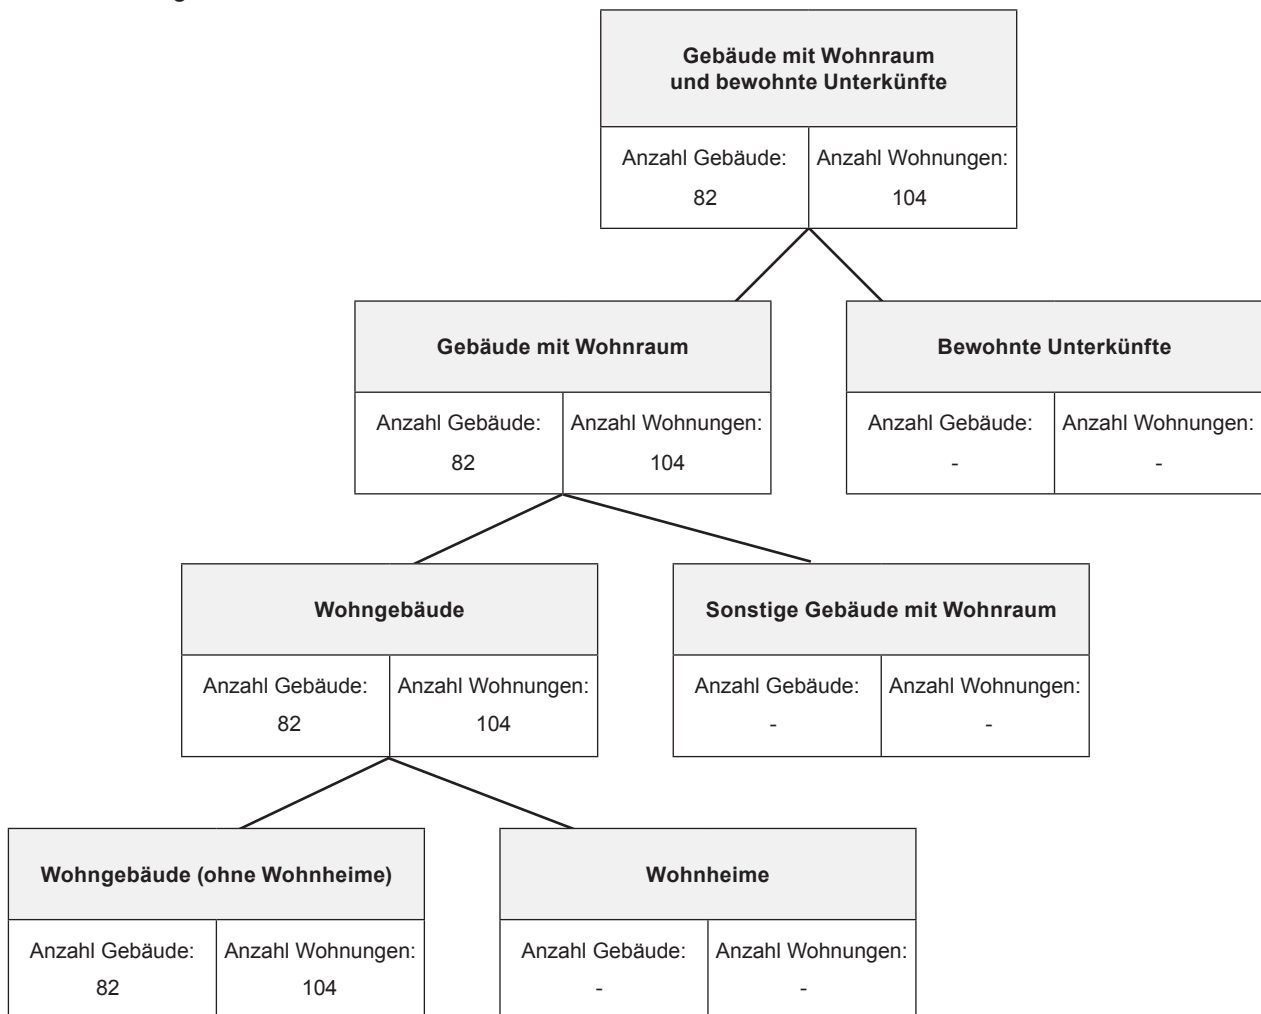 Gebäude mit Wohnraum
und bewohnte Unterkünfte
Anzahl Gebäude: Anzahl Wohnungen:
82 104
Gebäude mit Wohnraum Bewohnte Unterkünfte
Anzahl Gebäude: Anzahl Wohnungen: Anzahl Gebäude: Anzahl Wohnungen:
82 104 - -
Wohngebäude Sonstige Gebäude mit Wohnraum
Anzahl Gebäude: Anzahl Wohnungen: Anzahl Gebäude: Anzahl Wohnungen:
82 104 - -
Wohngebäude (ohne Wohnheime) Wohnheime
Anzahl Gebäude: Anzahl Wohnungen: Anzahl Gebäude: Anzahl Wohnungen:
82 104 - -